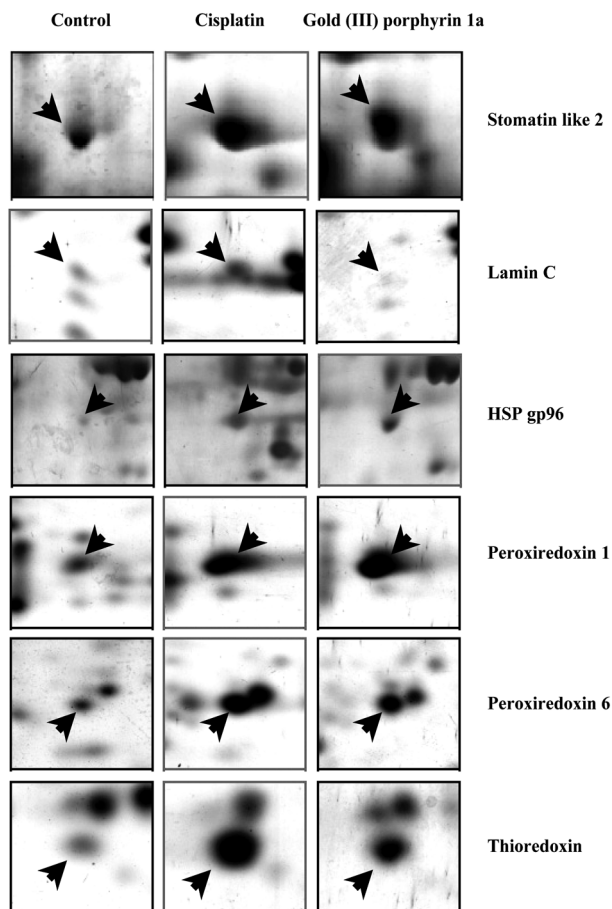 Control Cisplatin Gold (III) porphyrin 1a
Stomatin like 2
Lamin C
HSP gp96
Peroxiredoxin 1
Peroxiredoxin 6
Thioredoxin